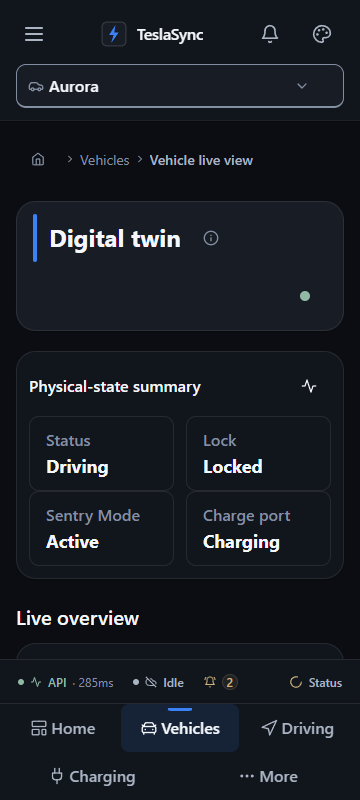 TeslaSync
Aurora
Vehicles > Vehicle live view
Digital twin
Physical-state summary
Status
Driving
Lock
Locked
Sentry Mode
Active
Charge port
Charging
Live overview
API · 285ms
Idle
2
Status
Home
Vehicles
Driving
Charging
More